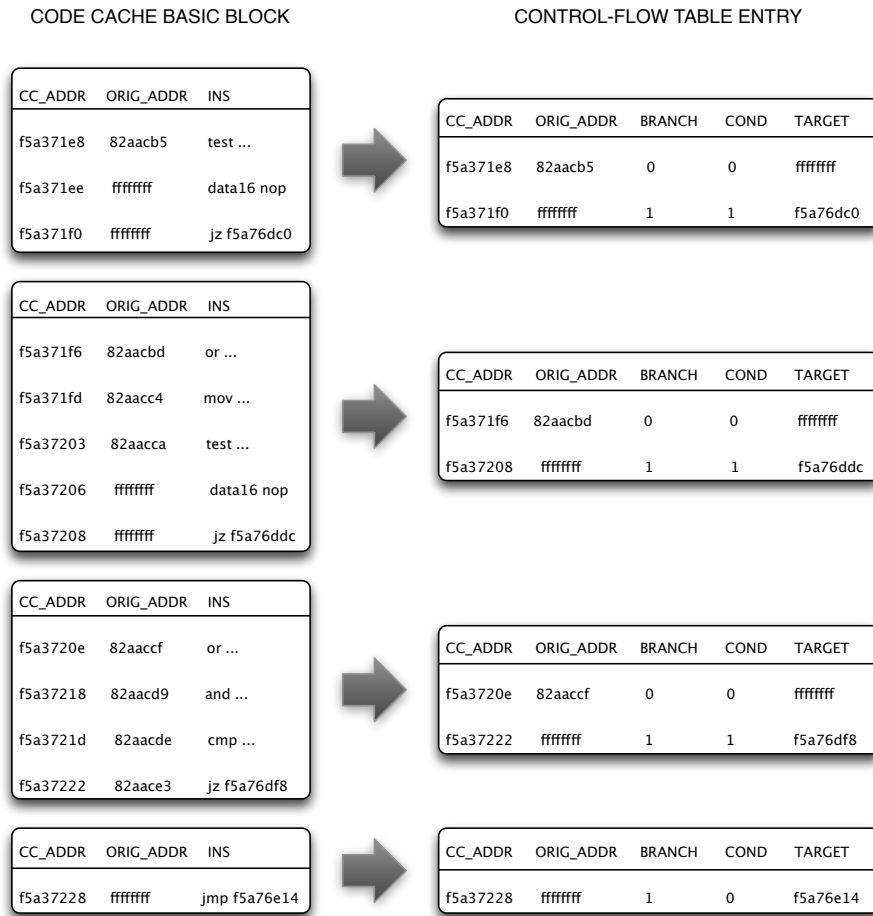 CODE CACHE BASIC BLOCK
CONTROL-FLOW TABLE ENTRY
CC_ADDR ORIG_ADDR INS
f5a371e8 82aacb5 test ...
f5a371ee ffffffff data16 nop
f5a371f0 ffffffff jz f5a76dc0
CC_ADDR ORIG_ADDR BRANCH COND TARGET
f5a371e8 82aacb5 0 0 ffffffff
f5a371f0 ffffffff 1 1 f5a76dc0
CC_ADDR ORIG_ADDR INS
f5a371f6 82aacbd or ...
f5a371fd 82aacc4 mov ...
f5a37203 82aacca test ...
f5a37206 ffffffff data16 nop
f5a37208 ffffffff jz f5a76ddc
CC_ADDR ORIG_ADDR BRANCH COND TARGET
f5a371f6 82aacbd 0 0 ffffffff
f5a37208 ffffffff 1 1 f5a76ddc
CC_ADDR ORIG_ADDR INS
f5a3720e 82aaccf or ...
f5a37218 82aacd9 and ...
f5a3721d 82aacde cmp ...
f5a37222 82aace3 jz f5a76df8
CC_ADDR ORIG_ADDR BRANCH COND TARGET
f5a3720e 82aaccf 0 0 ffffffff
f5a37222 ffffffff 1 1 f5a76df8
CC_ADDR ORIG_ADDR INS
f5a37228 ffffffff jmp f5a76e14
CC_ADDR ORIG_ADDR BRANCH COND TARGET
f5a37228 ffffffff 1 0 f5a76e14